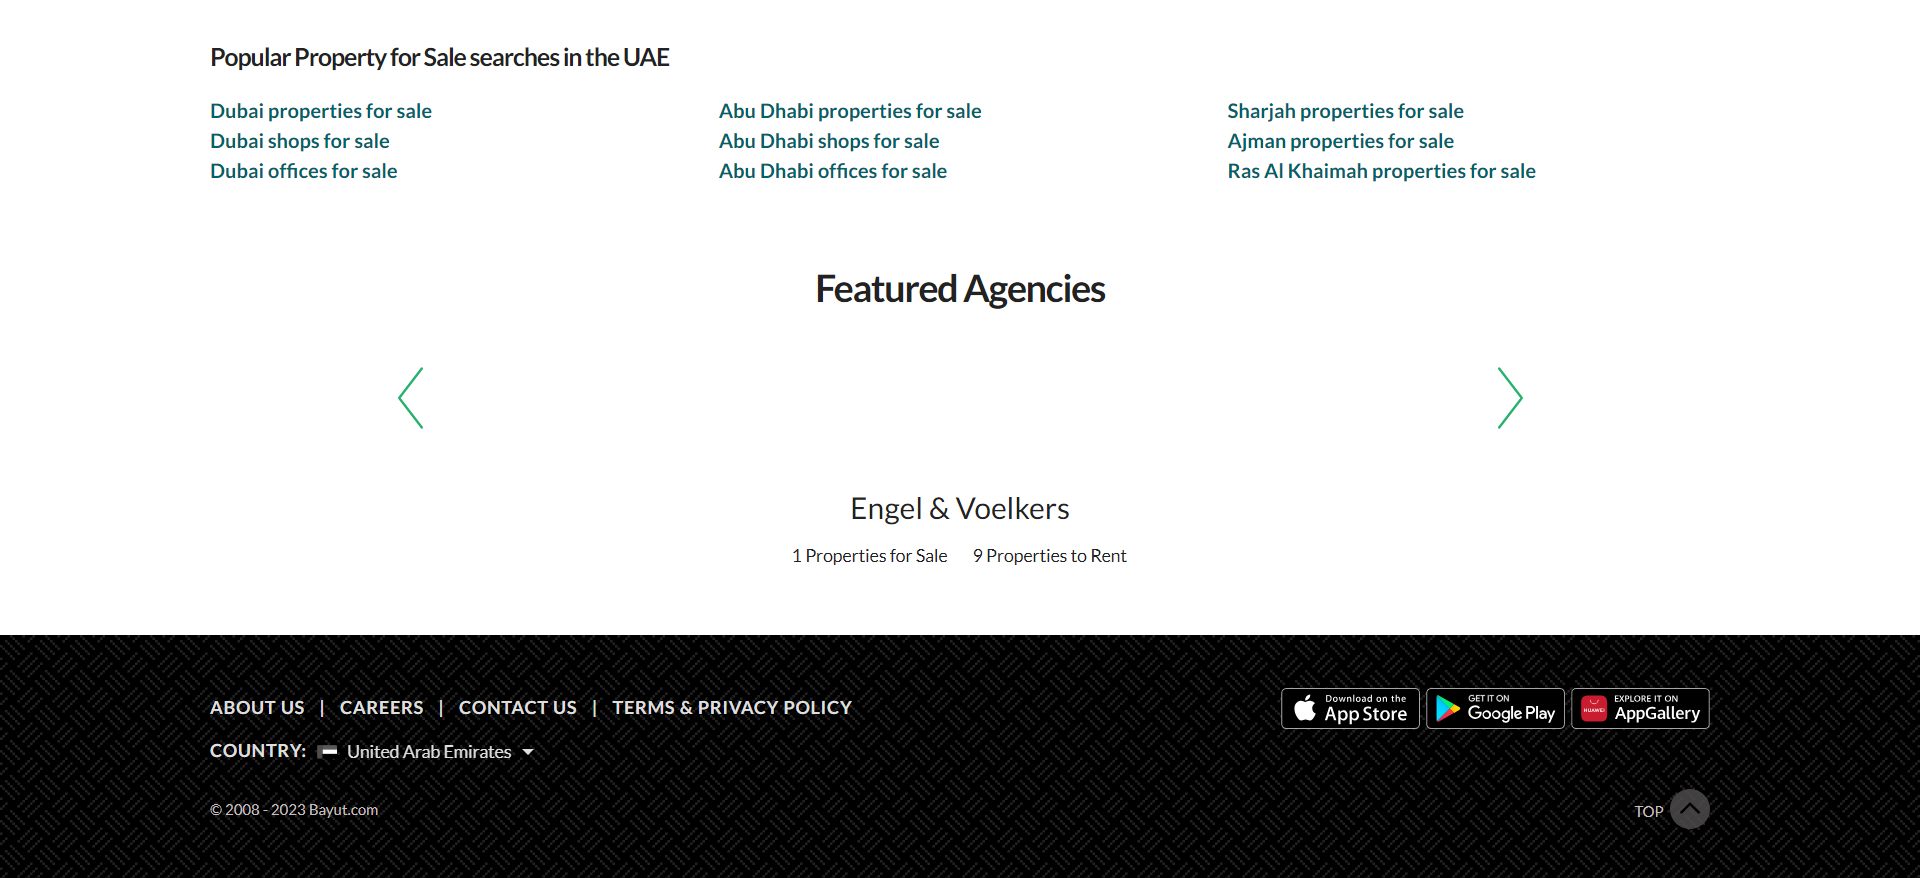 Popular Property for Sale searches in the UAE
Dubai properties for sale
Dubai shops for sale
Dubai offices for sale
Abu Dhabi properties for sale
Abu Dhabi shops for sale
Abu Dhabi offices for sale
Sharjah properties for sale
Ajman properties for sale
Ras Al Khaimah properties for sale
Featured Agencies
Engel & Voelkers
1 Properties for Sale 9 Properties to Rent
ABOUT US | CAREERS | CONTACT US | TERMS & PRIVACY POLICY
COUNTRY: United Arab Emirates
© 2008 - 2023 Bayut.com
Download on the
App Store
GET IT ON
Google Play
HUAWEI
EXPLORE IT ON
AppGallery
TOP